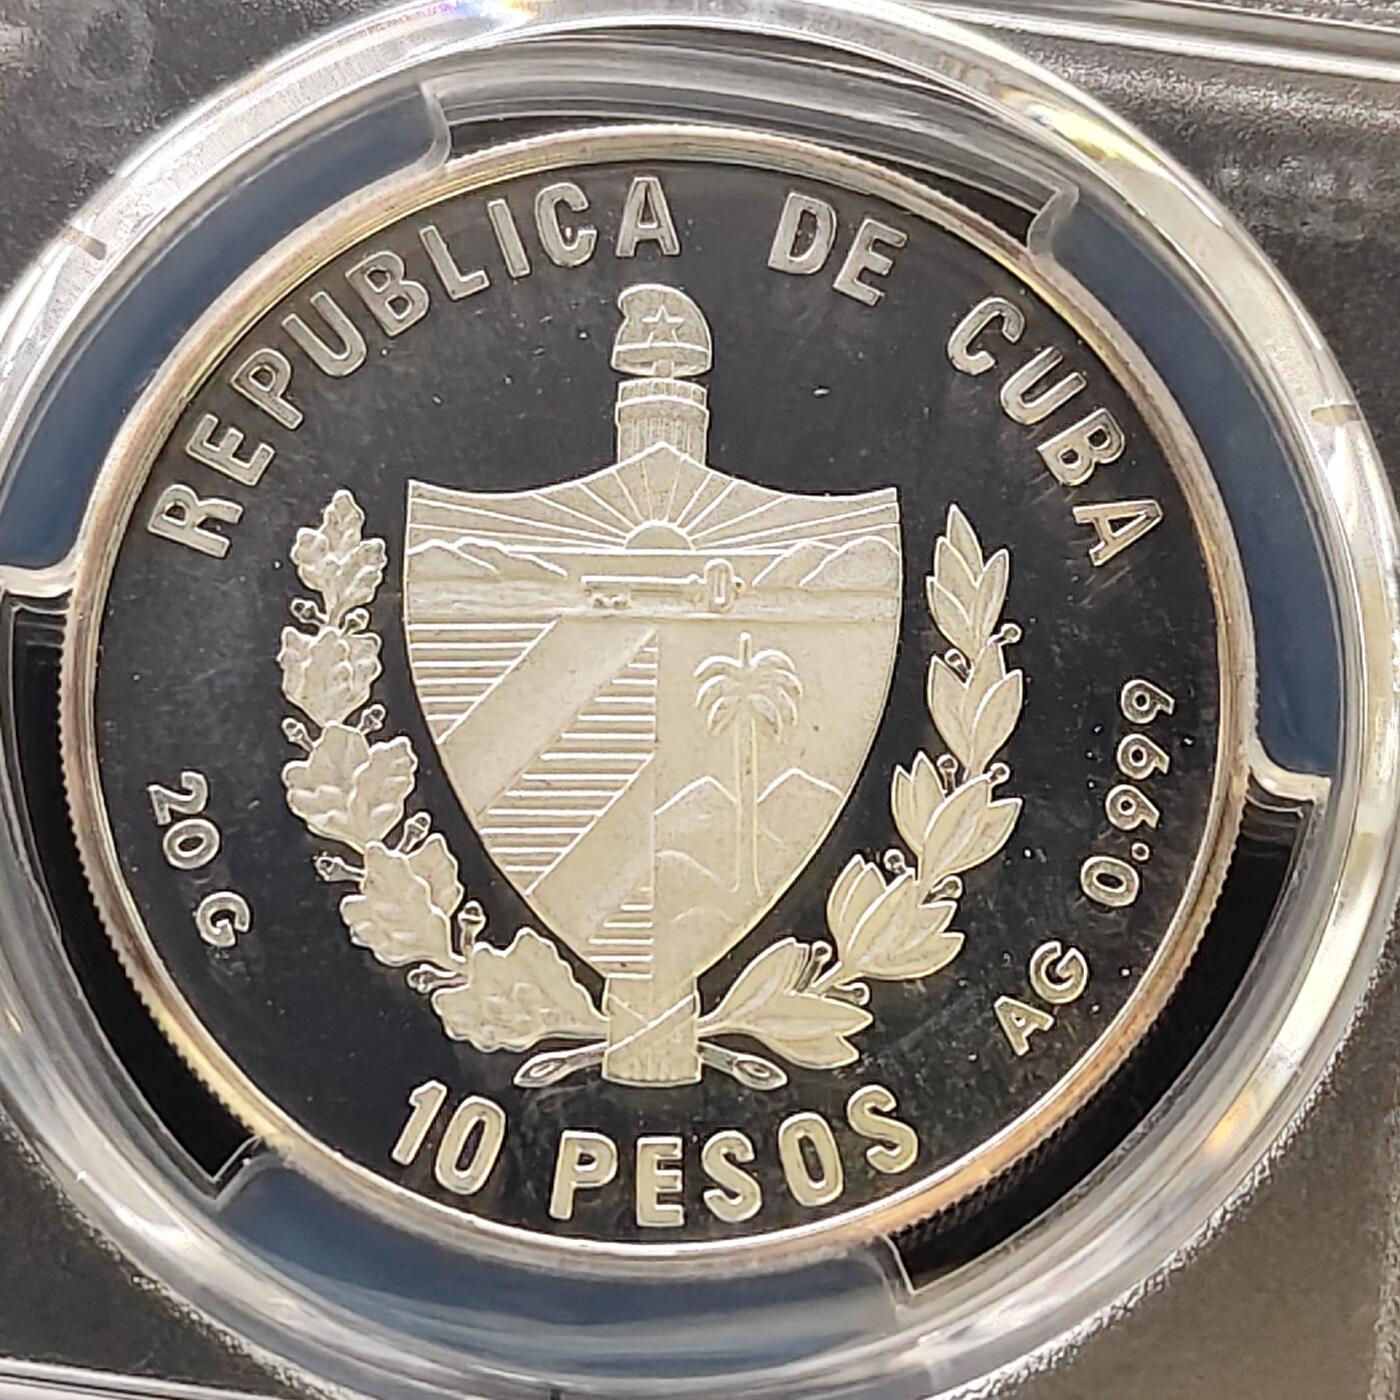 REPUBLICA DE CUBA
20 G
AG 0.999
10 PESOS